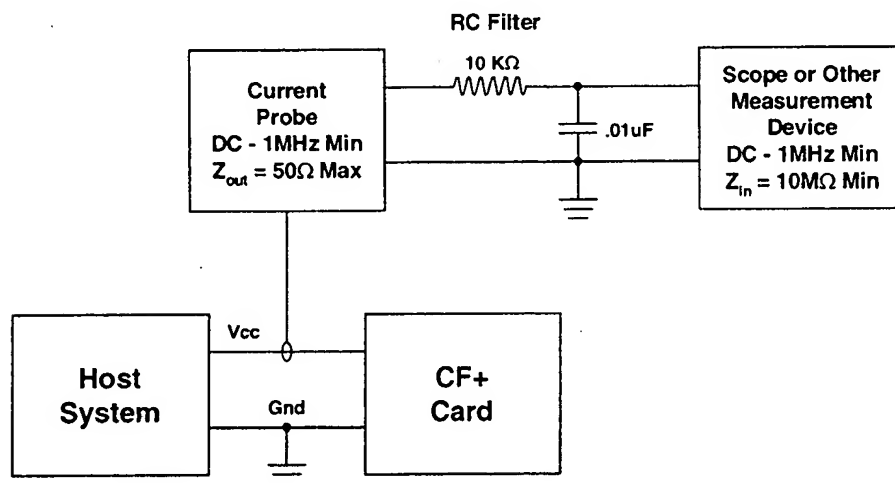 RC Filter
10 KΩ
Current
Probe
DC - 1MHz Min
Zout = 50Ω Max
.01uF
Scope or Other
Measurement
Device
DC - 1MHz Min
Zin = 10MΩ Min
Vcc
Host
System
Gnd
CF+
Card